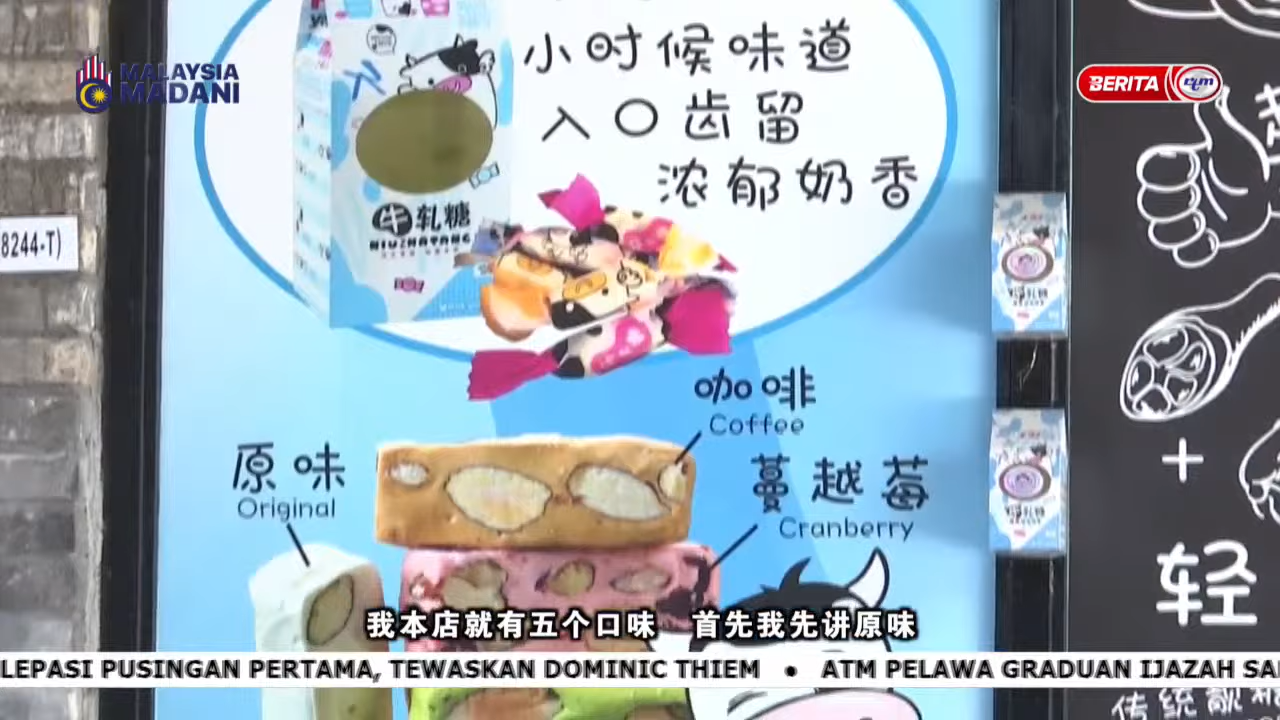 MALAYSIA
MADANI
BERITA rtm
小时候味道
入口齿留
浓郁奶香
牛轧糖
NIUZHATANG
8244-T)
咖啡
Coffee
原味
Original
蔓越莓
Cranberry
+
轻
我本店就有五个口味 首先我先讲原味
LEPASI PUSINGAN PERTAMA, TEWASKAN DOMINIC THIEM • ATM PELAWA GRADUAN IJAZAH SA
传统